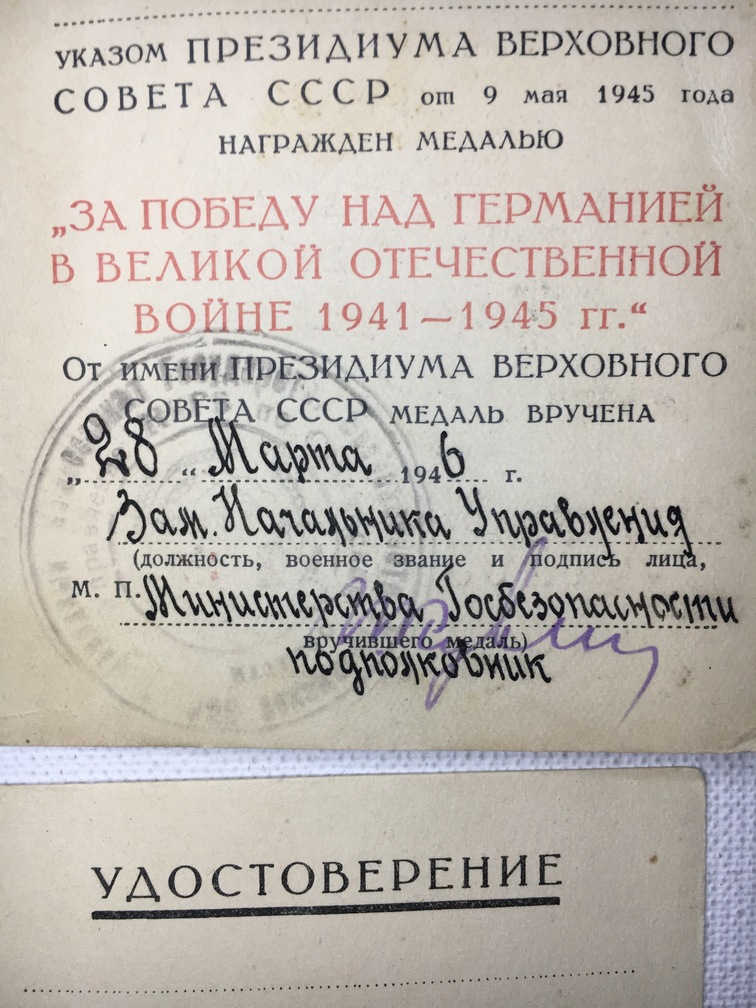 УКАЗОМ ПРЕЗИДИУМА ВЕРХОВНОГО
СОВЕТА СССР от 9 мая 1945 года
НАГРАЖДЕН МЕДАЛЬЮ
„ЗА ПОБЕДУ НАД ГЕРМАНИЕЙ
В ВЕЛИКОЙ ОТЕЧЕСТВЕННОЙ
ВОЙНЕ 1941—1945 гг.“
От имени ПРЕЗИДИУМА ВЕРХОВНОГО
СОВЕТА СССР МЕДАЛЬ ВРУЧЕНА
„28“ Марта 1946 г.
Зам. Начальника Управления
(должность, военное звание и подпись лица,
М. П. Министерства Госбезопасности
вручившего медаль)
подполковник
УДОСТОВЕРЕНИЕ